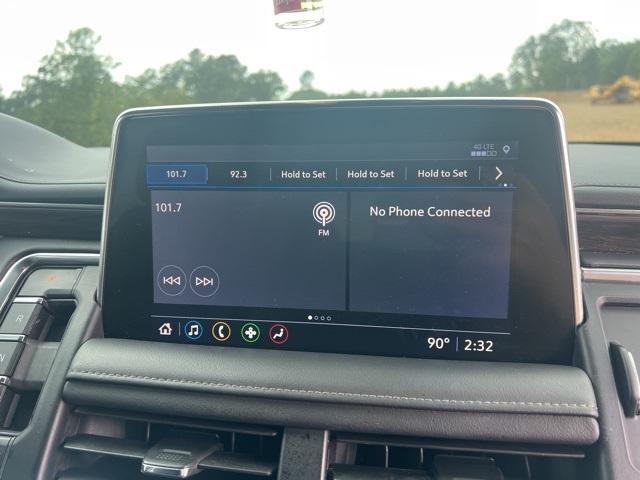 4G LTE
101.7 92.3 Hold to Set Hold to Set Hold to Set
101.7 No Phone Connected
FM
90° 2:32
R
N